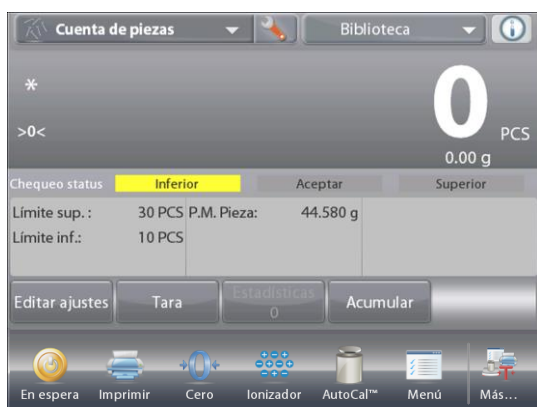 Cuenta de piezas Biblioteca
*
>0<
0 PCS
0.00 g
Chequeo status Inferior Aceptar Superior
Límite sup. : 30 PCS P.M. Pieza: 44.580 g
Límite inf.: 10 PCS
Editar ajustes Tara Estadísticas 0 Acumular
En espera Imprimir Cero Ionizador AutoCal™ Menú Más...